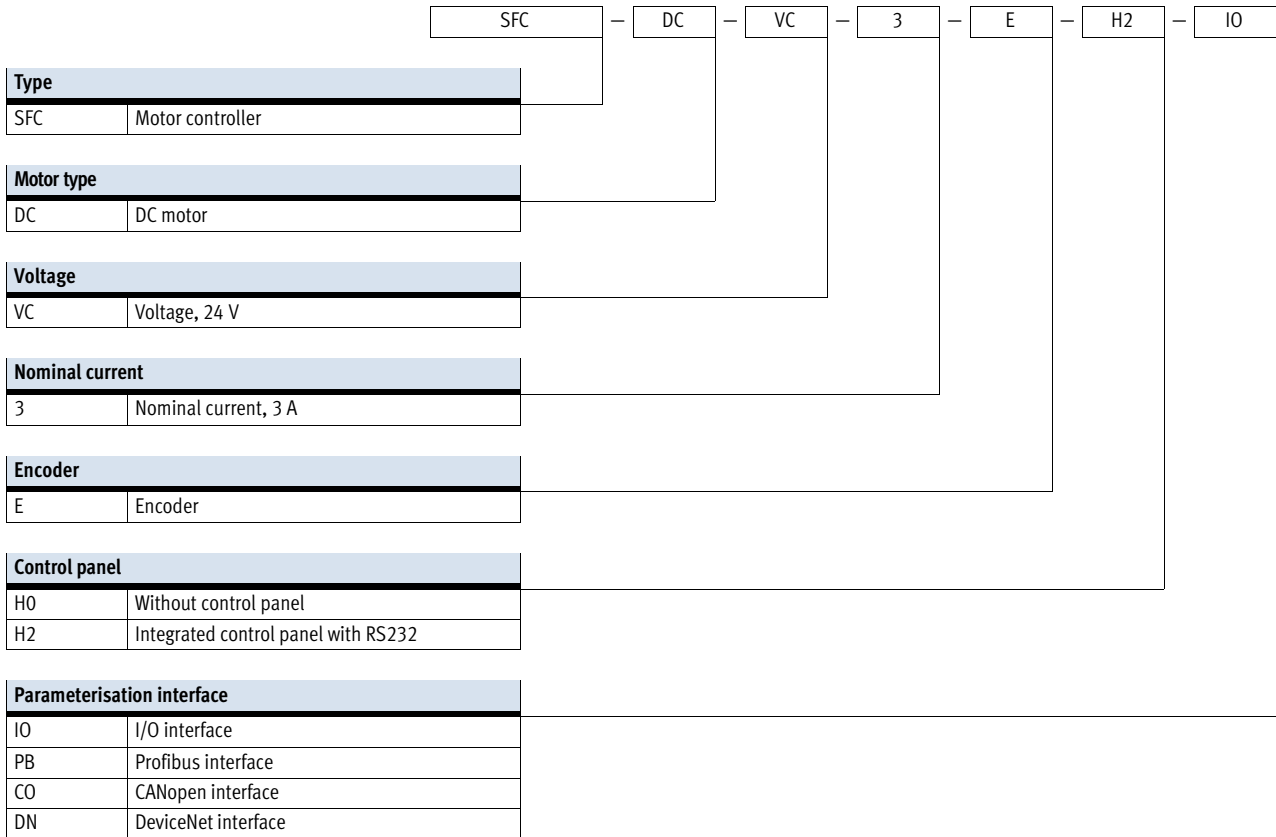 SFC — DC — VC — 3 — E — H2 — IO
Type
SFC Motor controller
Motor type
DC DC motor
Voltage
VC Voltage, 24 V
Nominal current
3 Nominal current, 3 A
Encoder
E Encoder
Control panel
H0 Without control panel
H2 Integrated control panel with RS232
Parameterisation interface
IO I/O interface
PB Profibus interface
CO CANopen interface
DN DeviceNet interface